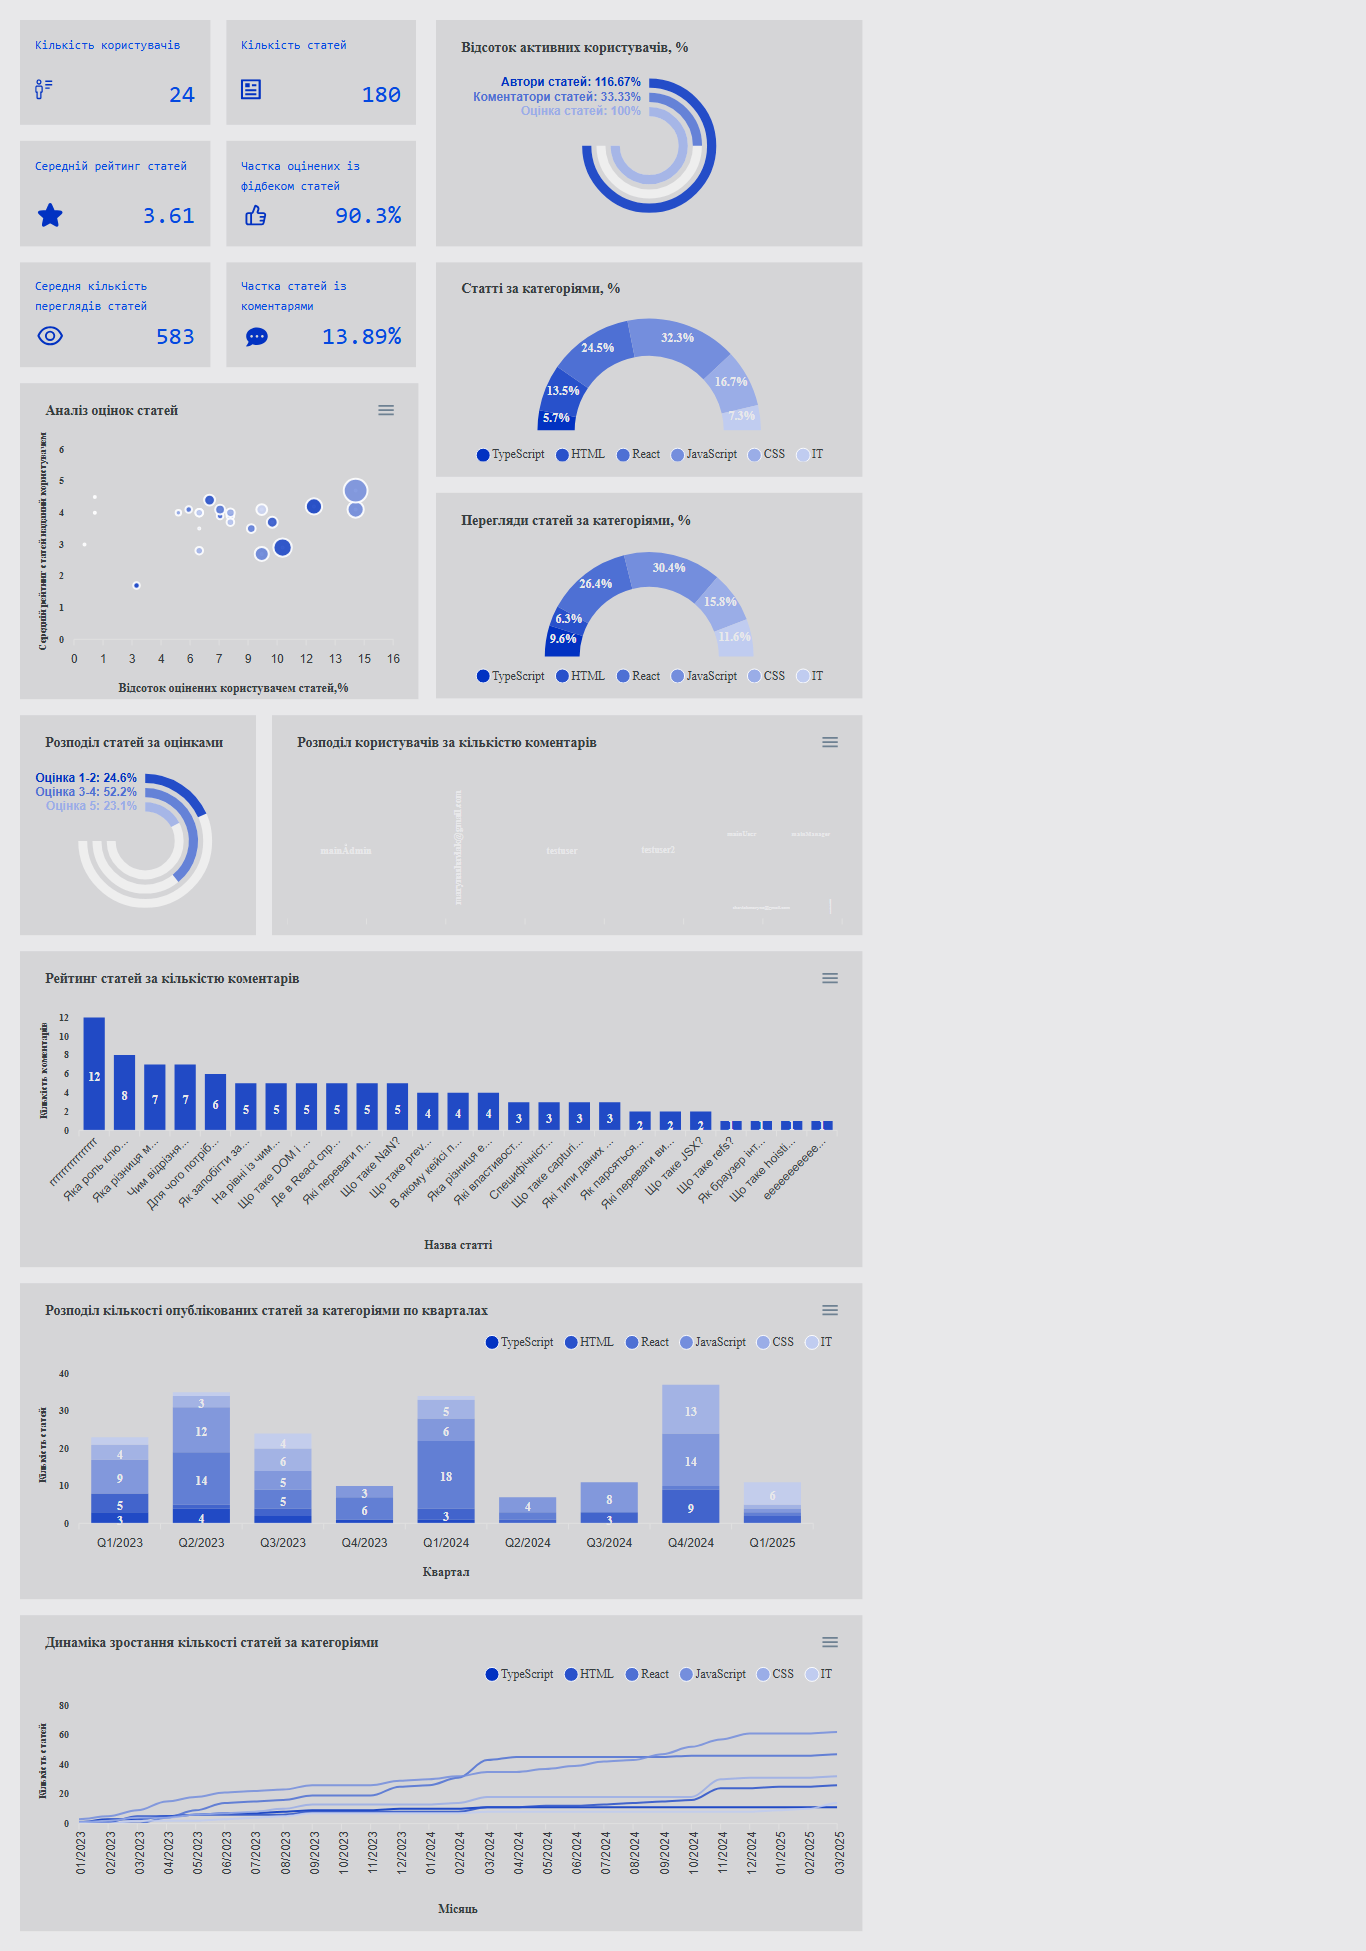 Кількість користувачів
24
Кількість статей
180
Середній рейтинг статей
3.61
Частка оцінених із
фідбеком статей
90.3%
Середня кількість
переглядів статей
583
Частка статей із
коментарями
13.89%
Відсоток активних користувачів, %
Автори статей: 116.67%
Коментатори статей: 33.33%
Оцінка статей: 100%
Статті за категоріями, %
5.7%
13.5%
24.5%
32.3%
16.7%
7.3%
TypeScript HTML React JavaScript CSS IT
Аналіз оцінок статей
Середній рейтинг статей наданий користувачем
6
5
4
3
2
1
0
0 1 3 4 6 7 9 10 12 13 15 16
Відсоток оцінених користувачем статей,%
Перегляди статей за категоріями, %
9.6%
6.3%
26.4%
30.4%
15.8%
11.6%
TypeScript HTML React JavaScript CSS IT
Розподіл статей за оцінками
Оцінка 1-2: 24.6%
Оцінка 3-4: 52.2%
Оцінка 5: 23.1%
Розподіл користувачів за кількістю коментарів
testuser
testuser2
Рейтинг статей за кількістю коментарів
Кількість коментарів
12
10
8
6
4
2
0
12 8 7 7 6 5 5 5 5 5 5 4 4 4 3 3 3 3 2 2 2 1 1 1 1
Яка роль клю...
Яка різниця м...
Чим відрізня...
Для чого потріб...
Як запобігти за...
На рівні із чим...
Що таке DOM і ...
Де в React спр...
Які переваги п...
Що таке NaN?
Що таке prev...
В якому кейсі п...
Яка різниця е...
Які властивост...
Специфічніст...
Що таке capturi...
Які типи даних ...
Як парсяться...
Які переваги ви...
Що таке JSX?
Що таке refs?
Як браузер інт...
Що таке hoisti...
Назва статті
Розподіл кількості опублікованих статей за категоріями по кварталах
TypeScript HTML React JavaScript CSS IT
Кількість статей
40
30
20
10
0
3 5 9 4
4 14 12 3
5 5 6 4
6 3
3 18 6 5
4
3 8
9 14 13
6
Q1/2023 Q2/2023 Q3/2023 Q4/2023 Q1/2024 Q2/2024 Q3/2024 Q4/2024 Q1/2025
Квартал
Динаміка зростання кількості статей за категоріями
TypeScript HTML React JavaScript CSS IT
Кількість статей
80
60
40
20
0
01/2023 02/2023 03/2023 04/2023 05/2023 06/2023 07/2023 08/2023 09/2023 10/2023 11/2023 12/2023 01/2024 02/2024 03/2024 04/2024 05/2024 06/2024 07/2024 08/2024 09/2024 10/2024 11/2024 12/2024 01/2025 02/2025 03/2025
Місяць